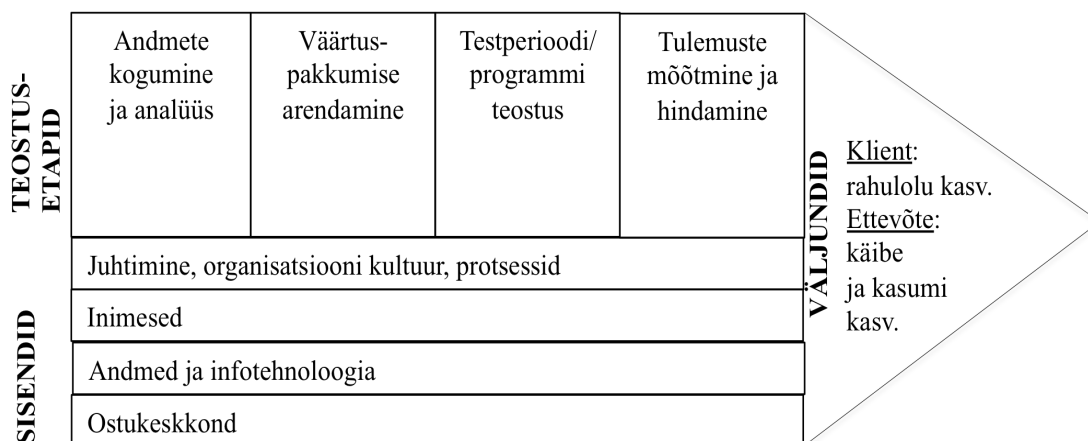 TEOSTUS-
ETAPID
Andmete
kogumine
ja analüüs
Väärtus-
pakkumise
arendamine
Testperioodi/
programmi
teostus
Tulemuste
mõõtmine ja
hindamine
SISENDID
Juhtimine, organisatsiooni kultuur, protsessid
Inimesed
Andmed ja infotehnoloogia
Ostukeskkond
VÄLJUNDID
Klient:
rahulolu kasv.
Ettevõte:
käibe
ja kasumi
kasv.